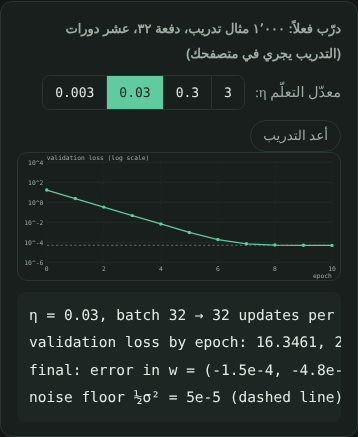 درّب فعلاً: ١٬٠٠٠ مثال تدريب، دفعة ٣٢، عشر دورات
(التدريب يجري في متصفحك)
معدّل التعلّم η:
0.003 0.03 0.3 3
أعد التدريب
validation loss (log scale)
10^4
10^2
10^0
10^-2
10^-4
10^-6
0 2 4 6 8 10
epoch
η = 0.03, batch 32 → 32 updates per
validation loss by epoch: 16.3461, 2
final: error in w = (-1.5e-4, -4.8e-
noise floor ½σ² = 5e-5 (dashed line)